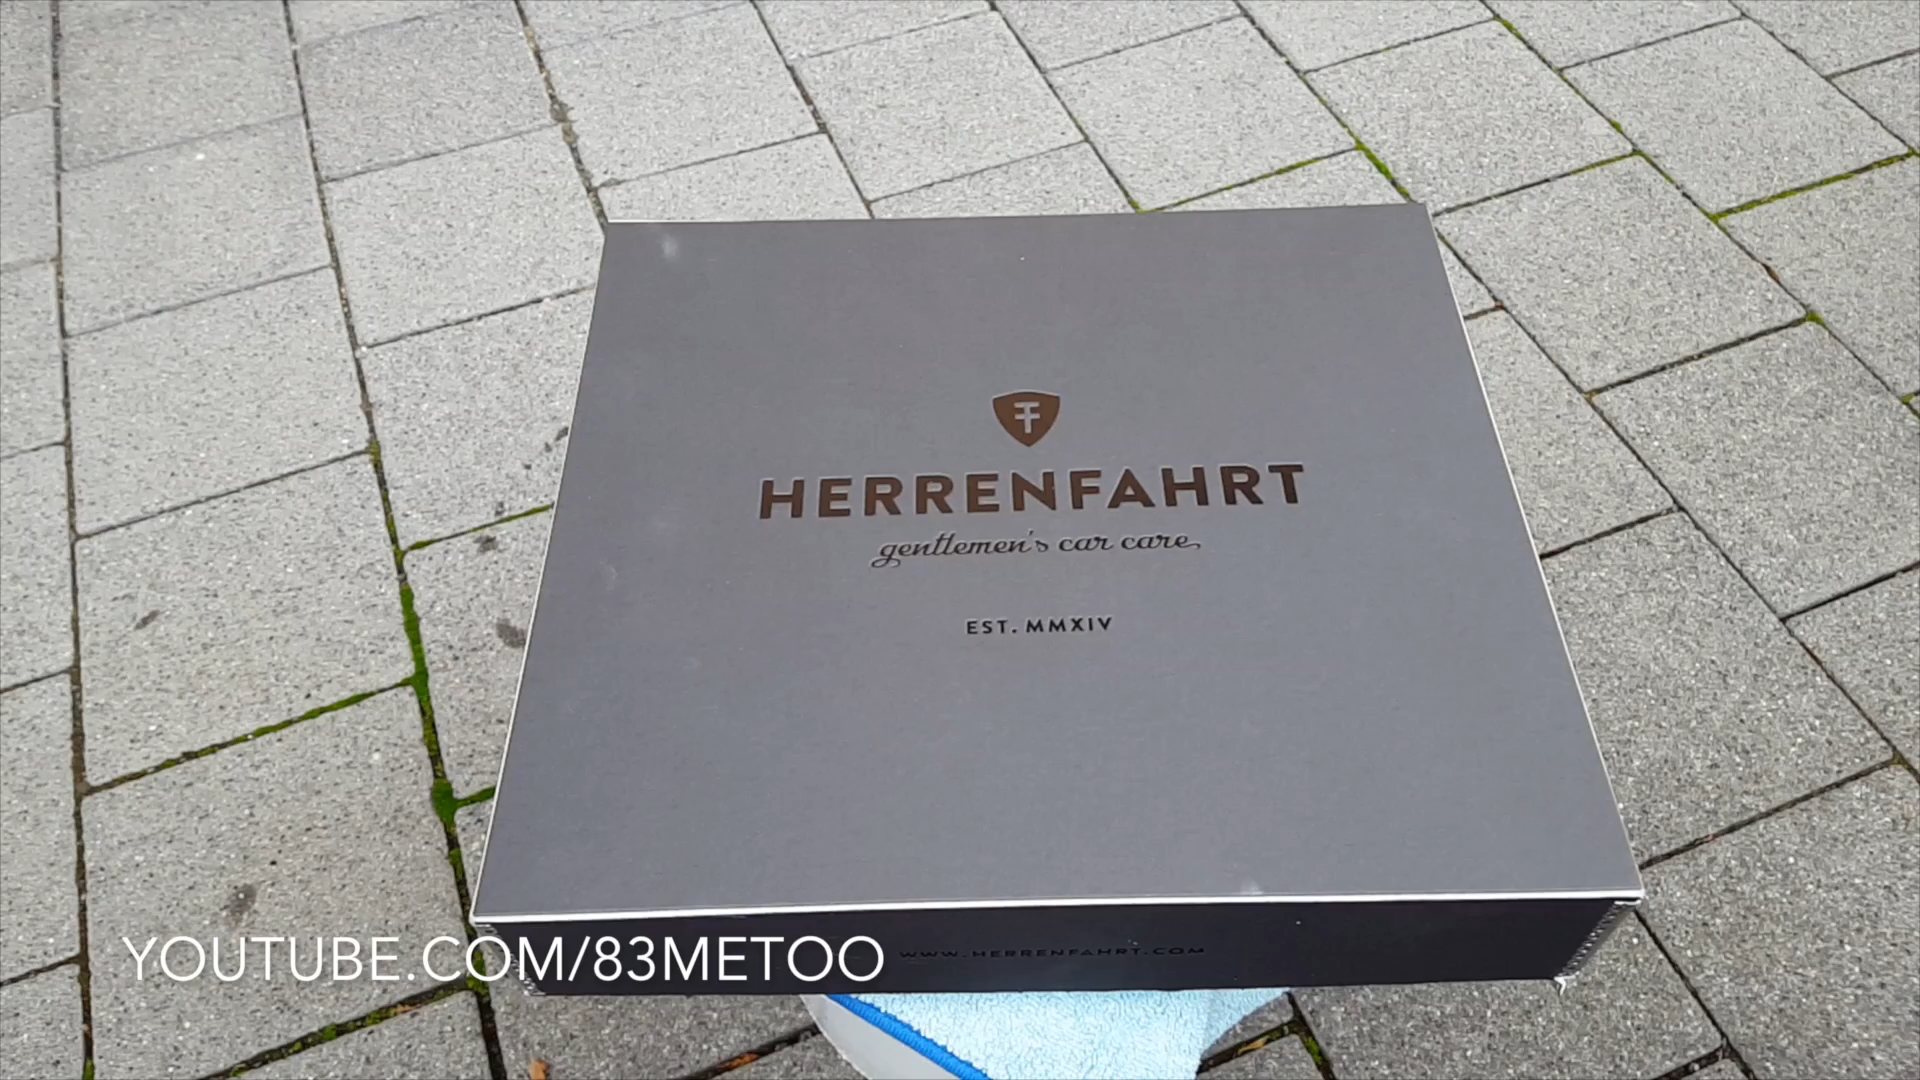 HERRENFAHRT
gentlemen's car care
EST. MMXIV
WWW.HERRENFAHRT.COM
YOUTUBE.COM/83METOO